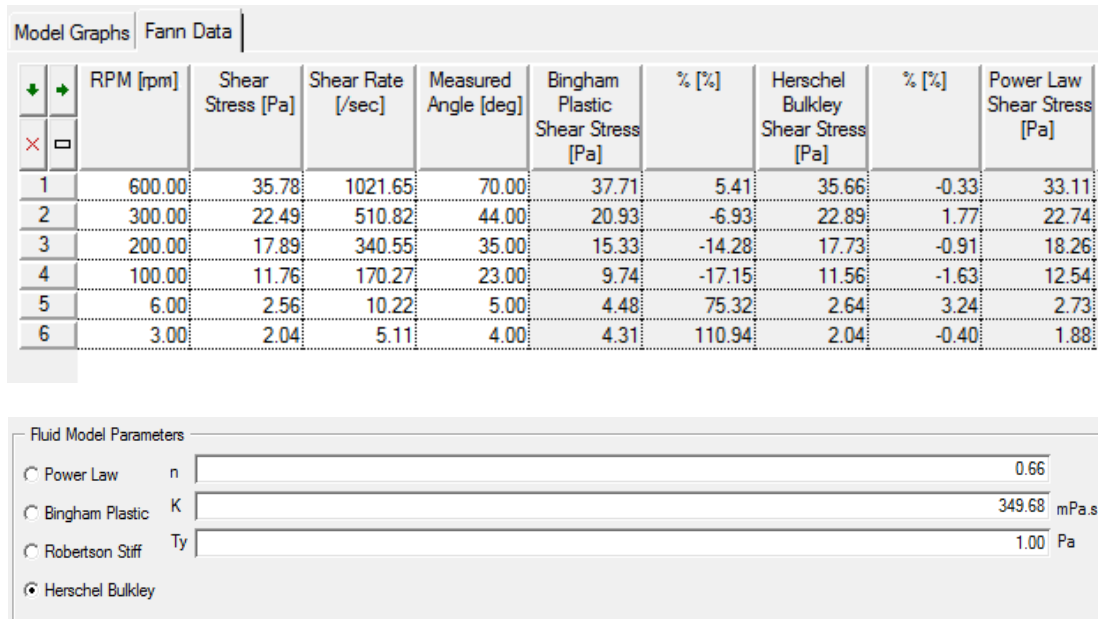 Model Graphs Fann Data
RPM [rpm] Shear Stress [Pa] Shear Rate [/sec] Measured Angle [deg] Bingham Plastic Shear Stress [Pa] % [%] Herschel Bulkley Shear Stress [Pa] % [%] Power Law Shear Stress [Pa]
1 600.00 35.78 1021.65 70.00 37.71 5.41 35.66 -0.33 33.11
2 300.00 22.49 510.82 44.00 20.93 -6.93 22.89 1.77 22.74
3 200.00 17.89 340.55 35.00 15.33 -14.28 17.73 -0.91 18.26
4 100.00 11.76 170.27 23.00 9.74 -17.15 11.56 -1.63 12.54
5 6.00 2.56 10.22 5.00 4.48 75.32 2.64 3.24 2.73
6 3.00 2.04 5.11 4.00 4.31 110.94 2.04 -0.40 1.88
Fluid Model Parameters
Power Law n 0.66
Bingham Plastic K 349.68 mPa.s
Robertson Stiff Ty 1.00 Pa
Herschel Bulkley